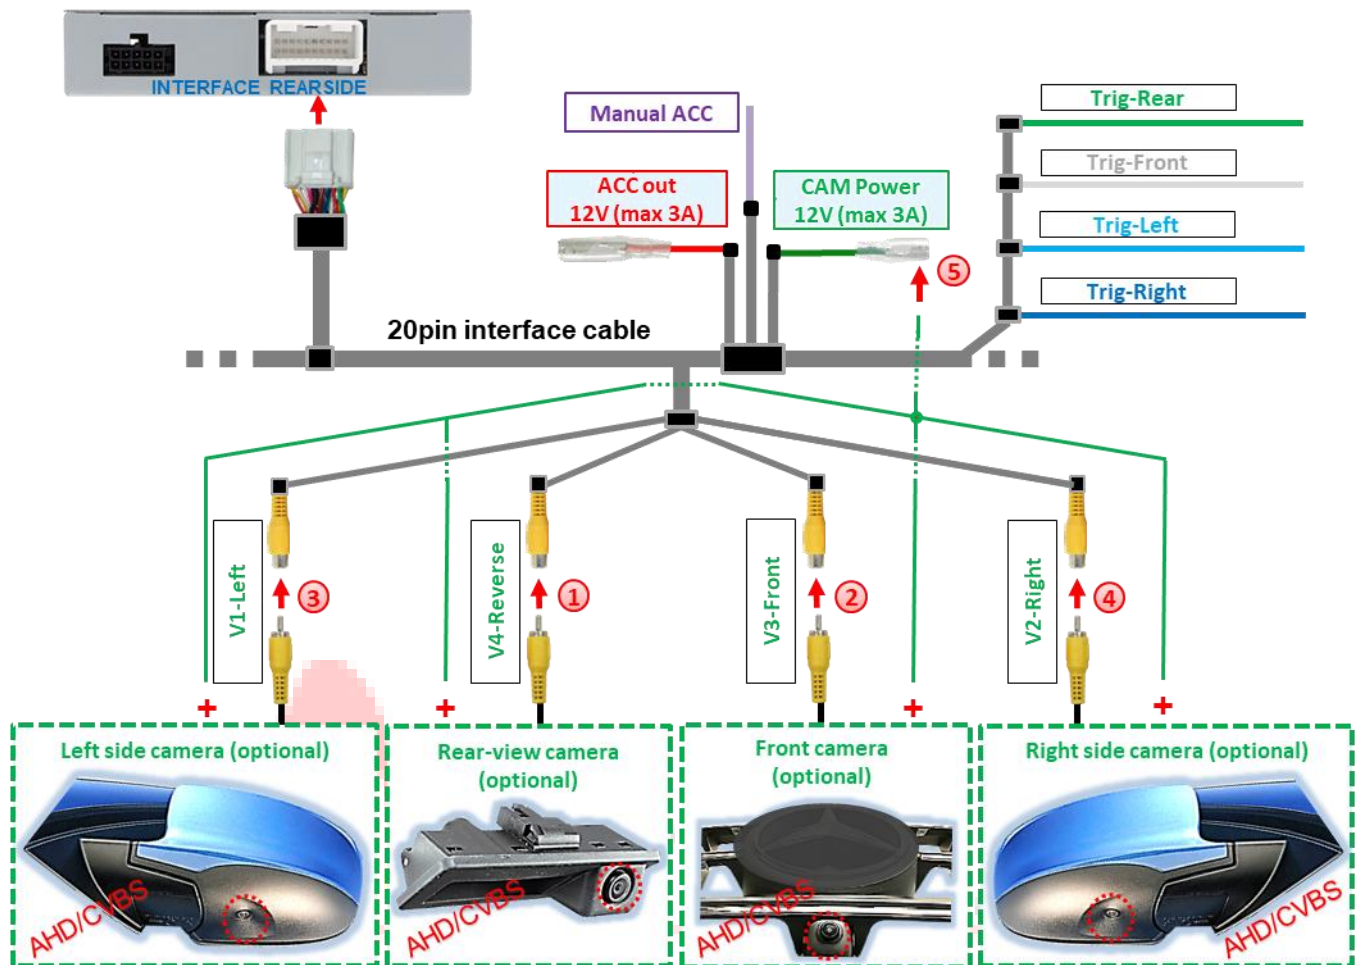 INTERFACE REARSIDE
Manual ACC
ACC out
12V (max 3A)
CAM Power
12V (max 3A)
Trig-Rear
Trig-Front
Trig-Left
Trig-Right
5
20pin interface cable
V1-Left
3
V4-Reverse
1
V3-Front
2
V2-Right
4
+
+
+
+
Left side camera (optional)
AHD/CVBS
Rear-view camera
(optional)
AHD/CVBS
Front camera
(optional)
AHD/CVBS
Right side camera (optional)
AHD/CVBS